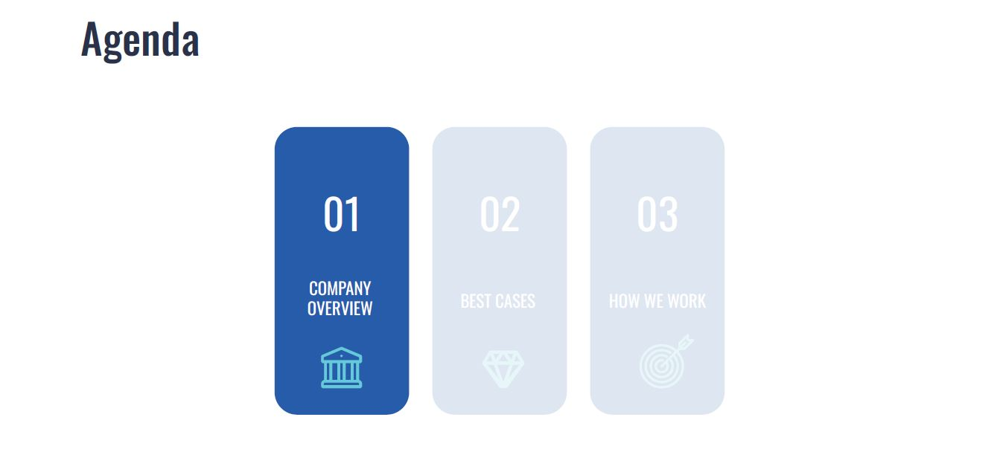 Agenda
01
COMPANY
OVERVIEW
02
BEST CASES
03
HOW WE WORK